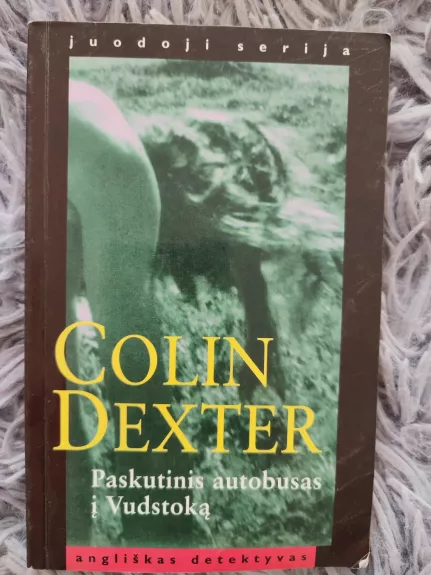 juodoji serija
COLIN
DEXTER
Paskutinis autobusas
į Vudstoką
angliškas detektyvas